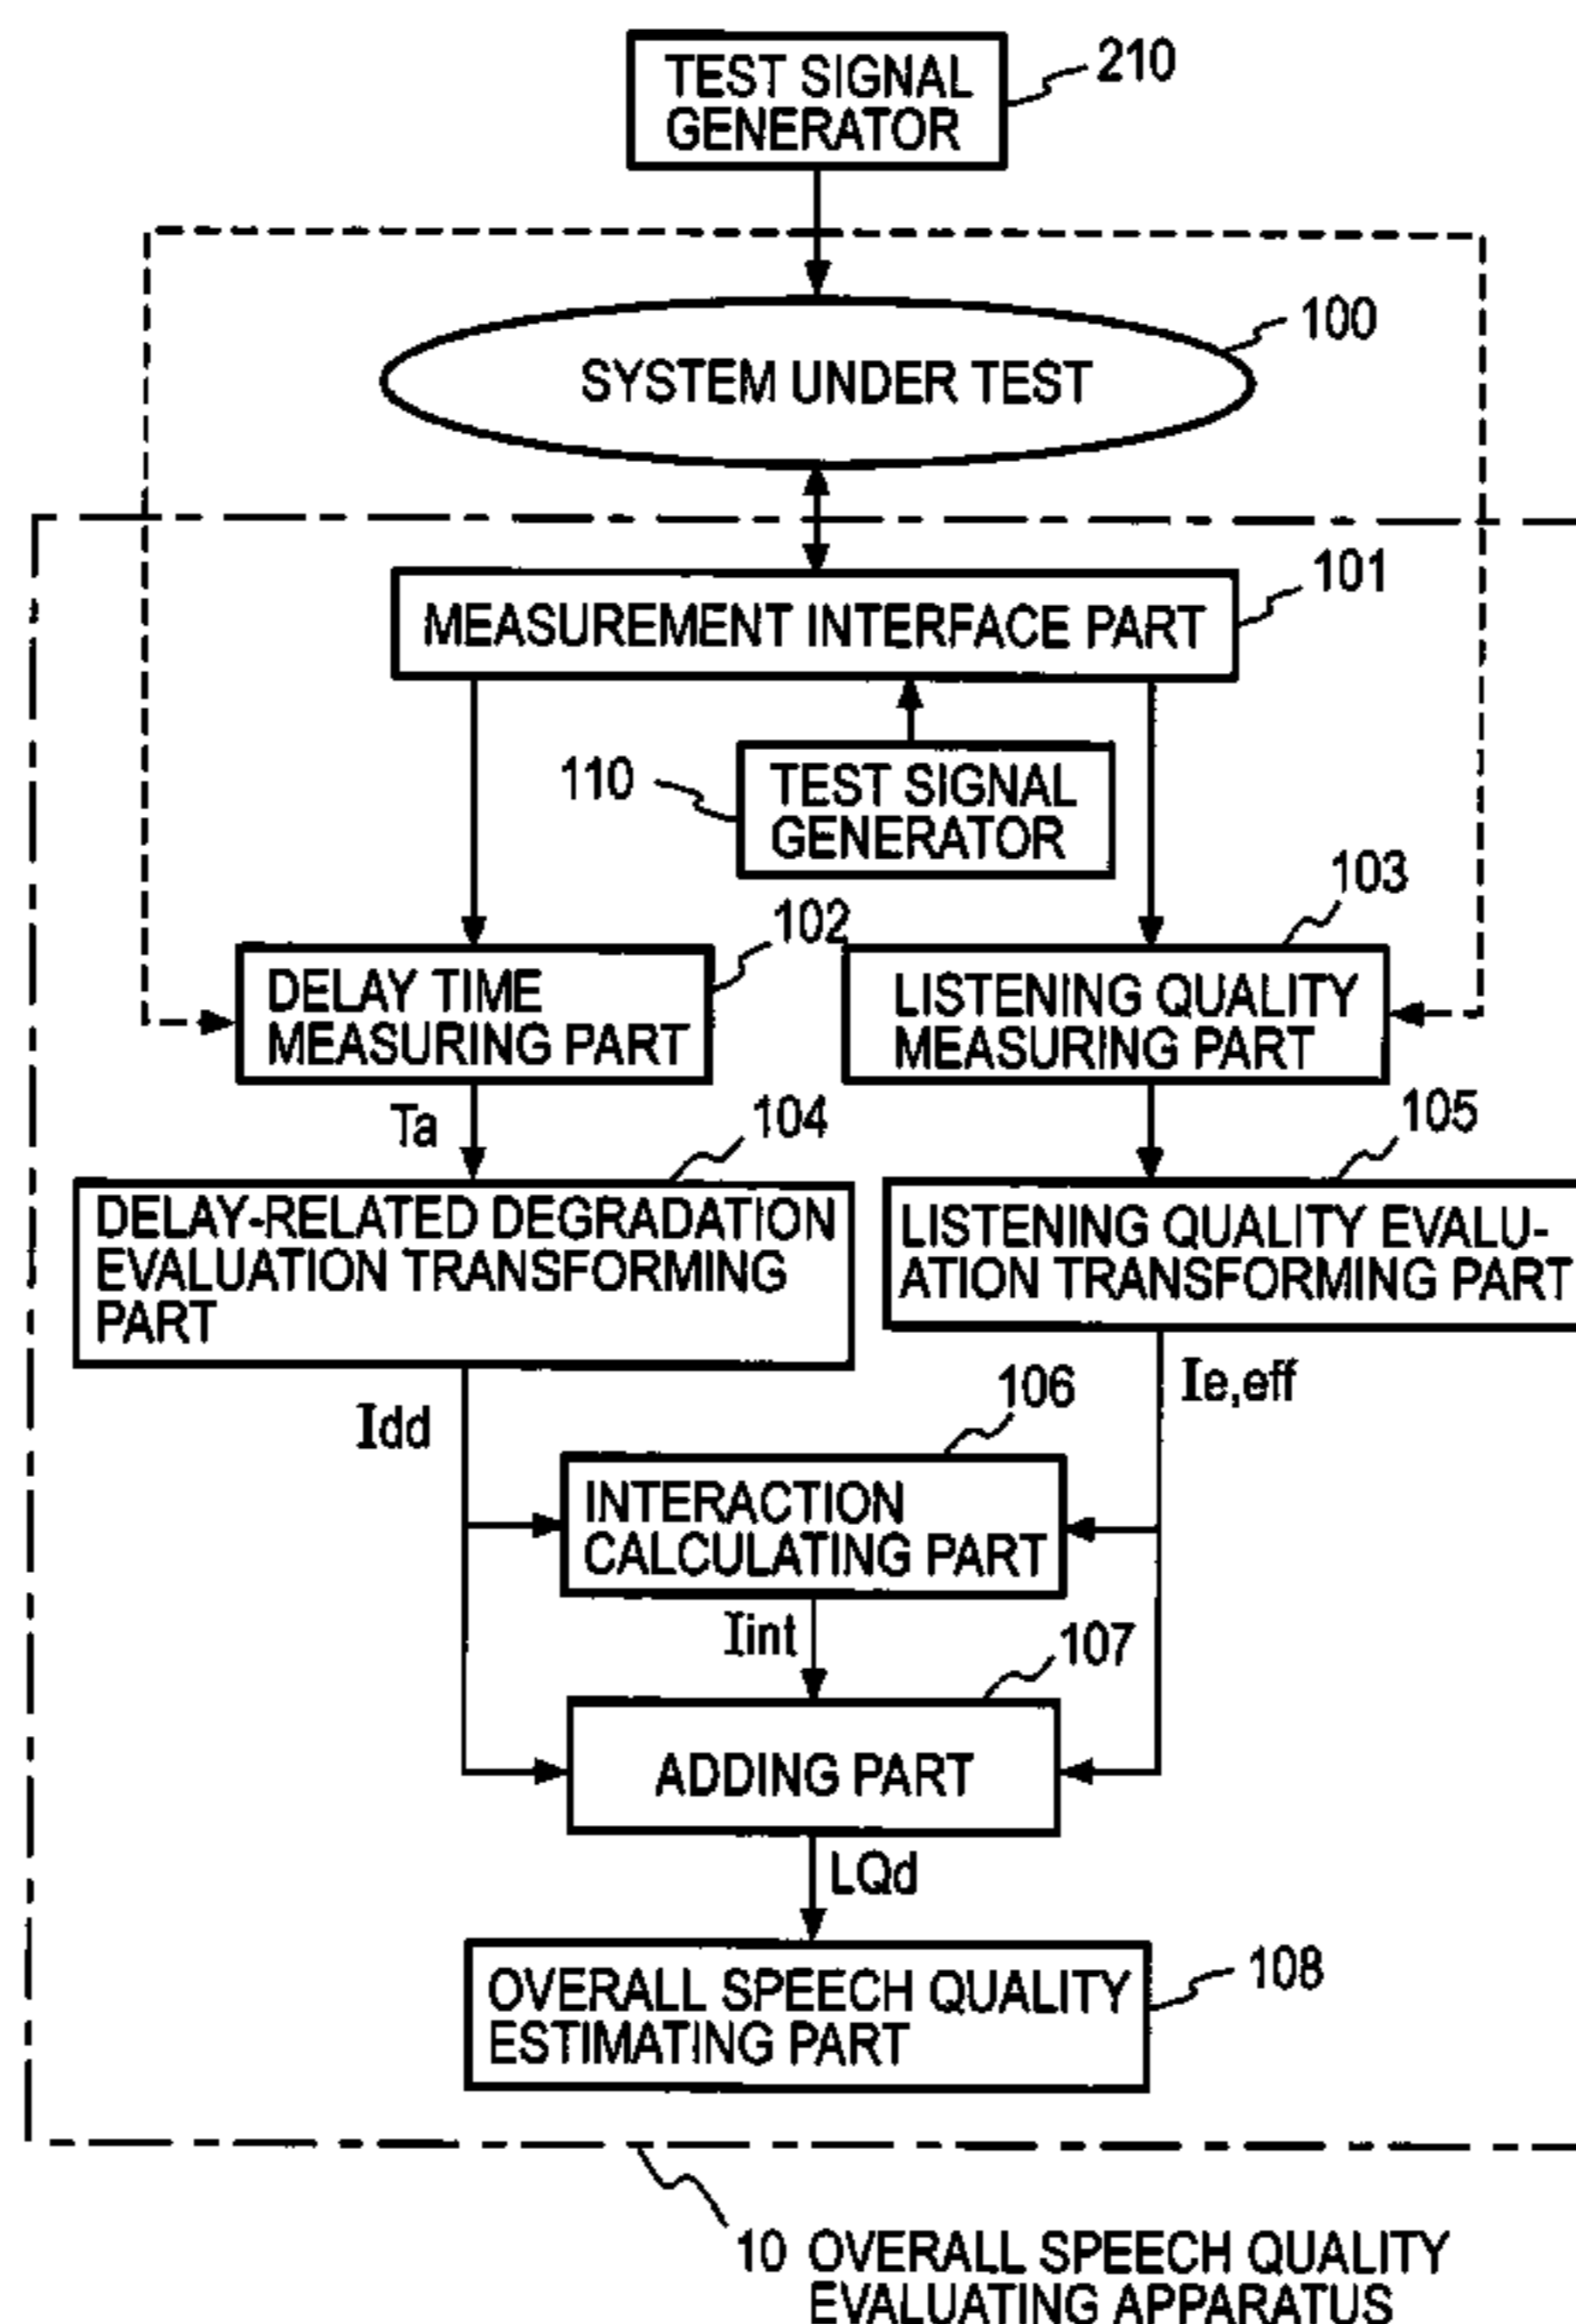 TEST SIGNAL
GENERATOR
210
100
SYSTEM UNDER TEST
101
MEASUREMENT INTERFACE PART
110
TEST SIGNAL
GENERATOR
102
103
DELAY TIME
MEASURING PART
LISTENING QUALITY
MEASURING PART
Ta
104
105
DELAY-RELATED DEGRADATION
EVALUATION TRANSFORMING
PART
LISTENING QUALITY EVALU-
ATION TRANSFORMING PART
Idd
106
Ie,eff
INTERACTION
CALCULATING PART
Iint
107
ADDING PART
LQd
OVERALL SPEECH QUALITY
ESTIMATING PART
108
10 OVERALL SPEECH QUALITY
EVALUATING APPARATUS